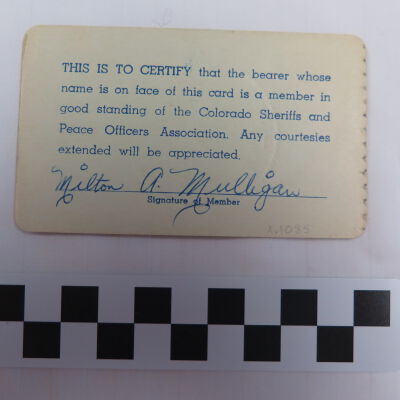 THIS IS TO CERTIFY that the bearer whose
name is on face of this card is a member in
good standing of the Colorado Sheriffs and
Peace Officers Association. Any courtesies
extended will be appreciated.
Milton A. Mulligan
Signature of Member
X.1085